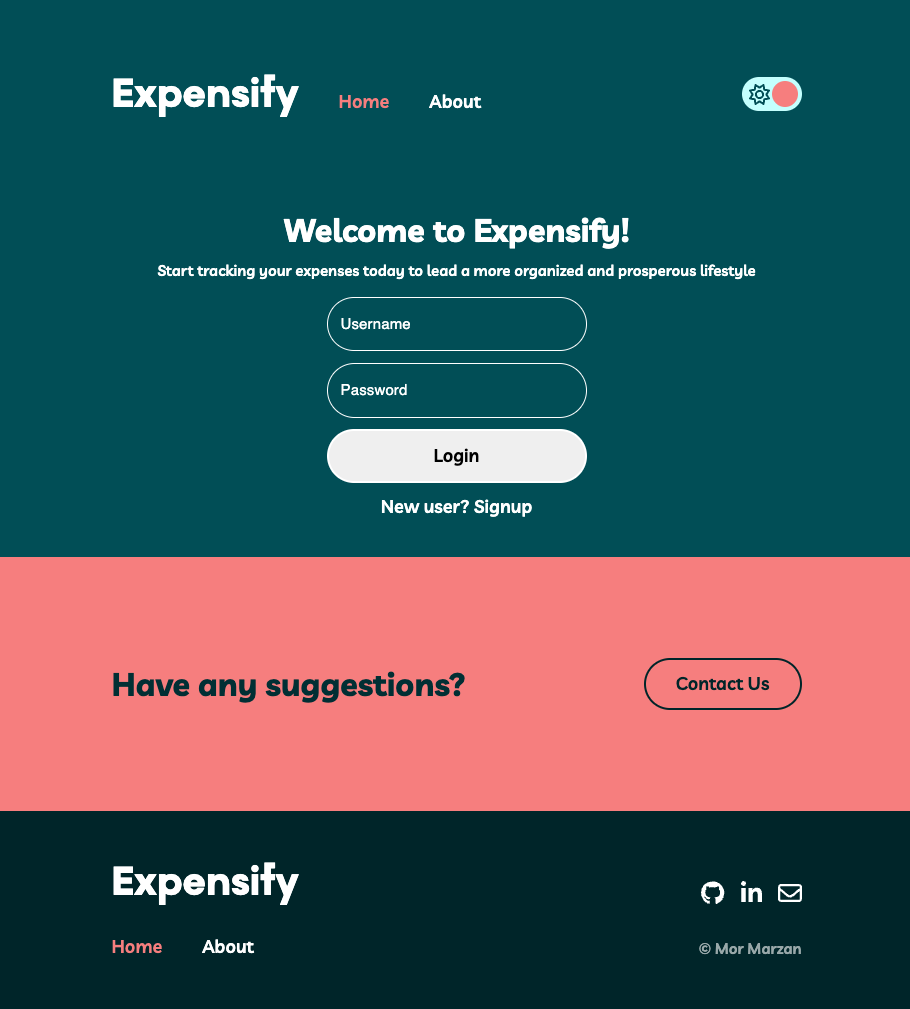 Expensify
Home About
Welcome to Expensify!
Start tracking your expenses today to lead a more organized and prosperous lifestyle
Username
Password
Login
New user? Signup
Have any suggestions?
Contact Us
Expensify
Home About
© Mor Marzan